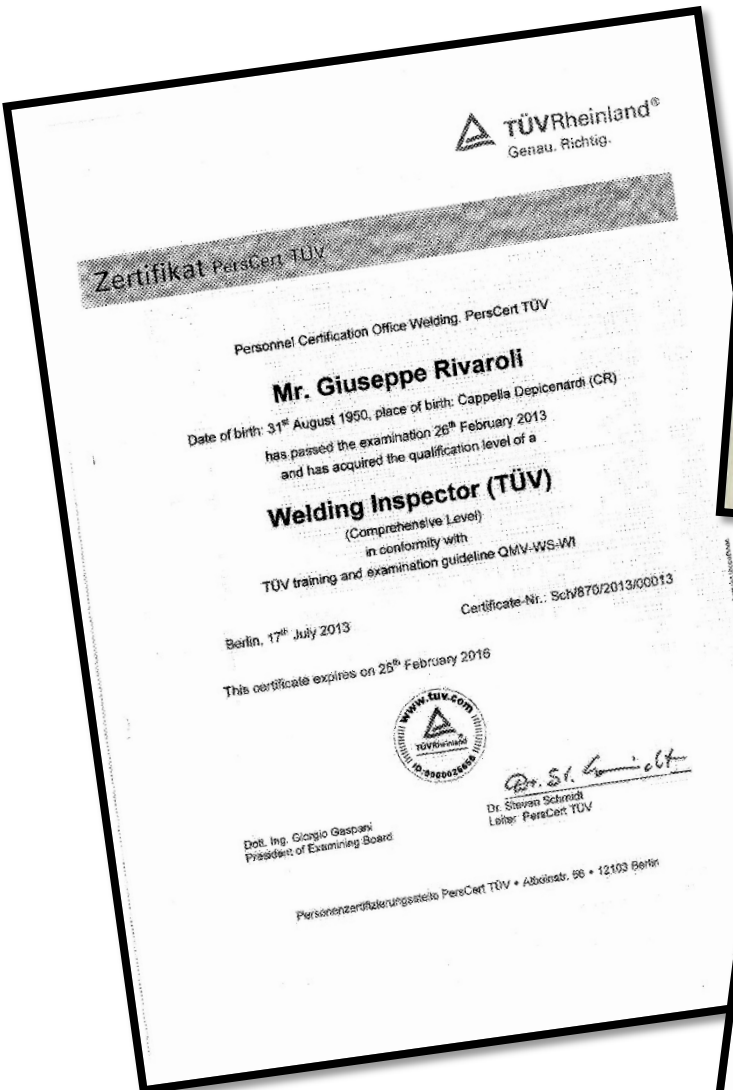 TÜVRheinland®
Genau. Richtig.
Zertifikat PersCert TÜV
Personnel Certification Office Welding. PersCert TÜV
Mr. Giuseppe Rivaroli
Date of birth: 31st August 1950, place of birth: Cappella Depicenardi (CR)
has passed the examination 26th February 2013
and has acquired the qualification level of a
Welding Inspector (TÜV)
(Comprehensive Level)
in conformity with
TÜV training and examination guideline QMV-WS-WI
Certificate-Nr.: Sch/870/2013/00013
Berlin, 17th July 2013
This certificate expires on 25th February 2016
www.tuv.com
TÜVRheinland
Dr. St. Schmidt
Dr. Steven Schmidt
Leiter PersCert TÜV
Dott. Ing. Giorgio Gaspani
President of Examining Board
Personenzertifizierungsstelle PersCert TÜV • Alboinstr. 56 • 12103 Berlin